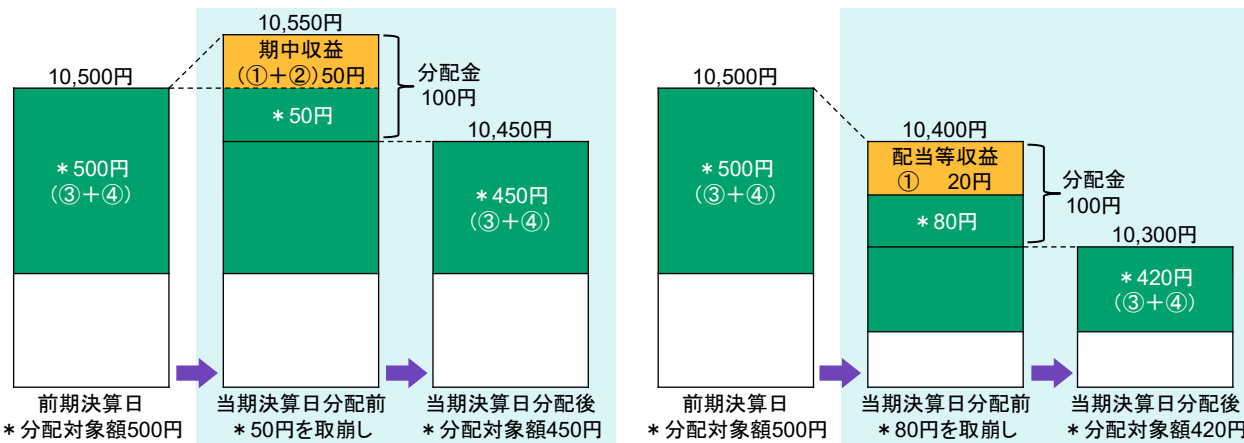 10,500円
＊500円
(③＋④)
前期決算日
＊分配対象額500円
10,550円
期中収益
(①＋②)50円
＊50円
分配金
100円
当期決算日分配前
＊50円を取崩し
10,450円
＊450円
(③＋④)
当期決算日分配後
＊分配対象額450円
10,500円
＊500円
(③＋④)
前期決算日
＊分配対象額500円
10,400円
配当等収益
① 20円
＊80円
分配金
100円
当期決算日分配前
＊80円を取崩し
10,300円
＊420円
(③＋④)
当期決算日分配後
＊分配対象額420円